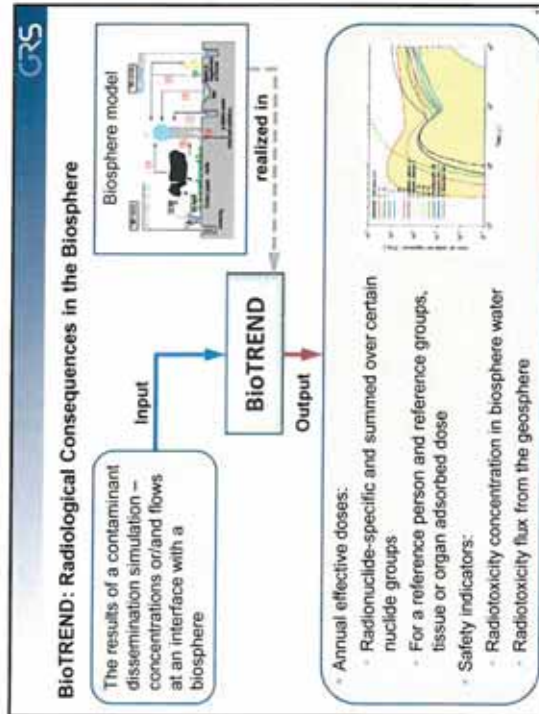 GRS
BioTREND: Radiological Consequences in the Biosphere
The results of a contaminant
dissemination simulation –
concentrations or/and flows
at an interface with a
biosphere
Input
Biosphere model
BioTREND
realized in
Output
Annual effective doses:
Radionuclide-specific and summed over certain
nuclide groups
For a reference person and reference groups,
tissue or organ adsorbed dose
Safety indicators:
Radiotoxicity concentration in biosphere water
Radiotoxicity flux from the geosphere